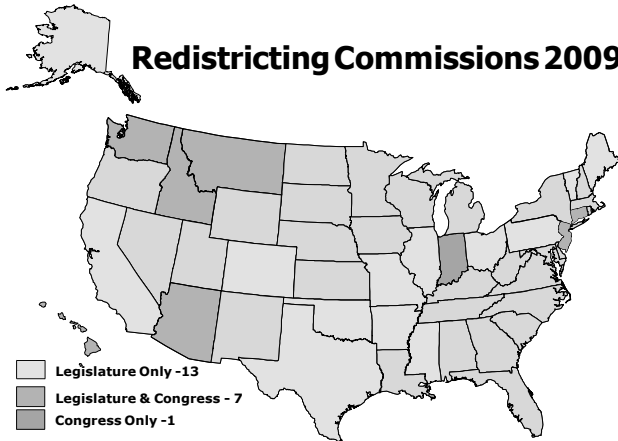 Redistricting Commissions 2009
Legislature Only -13
Legislature & Congress - 7
Congress Only -1